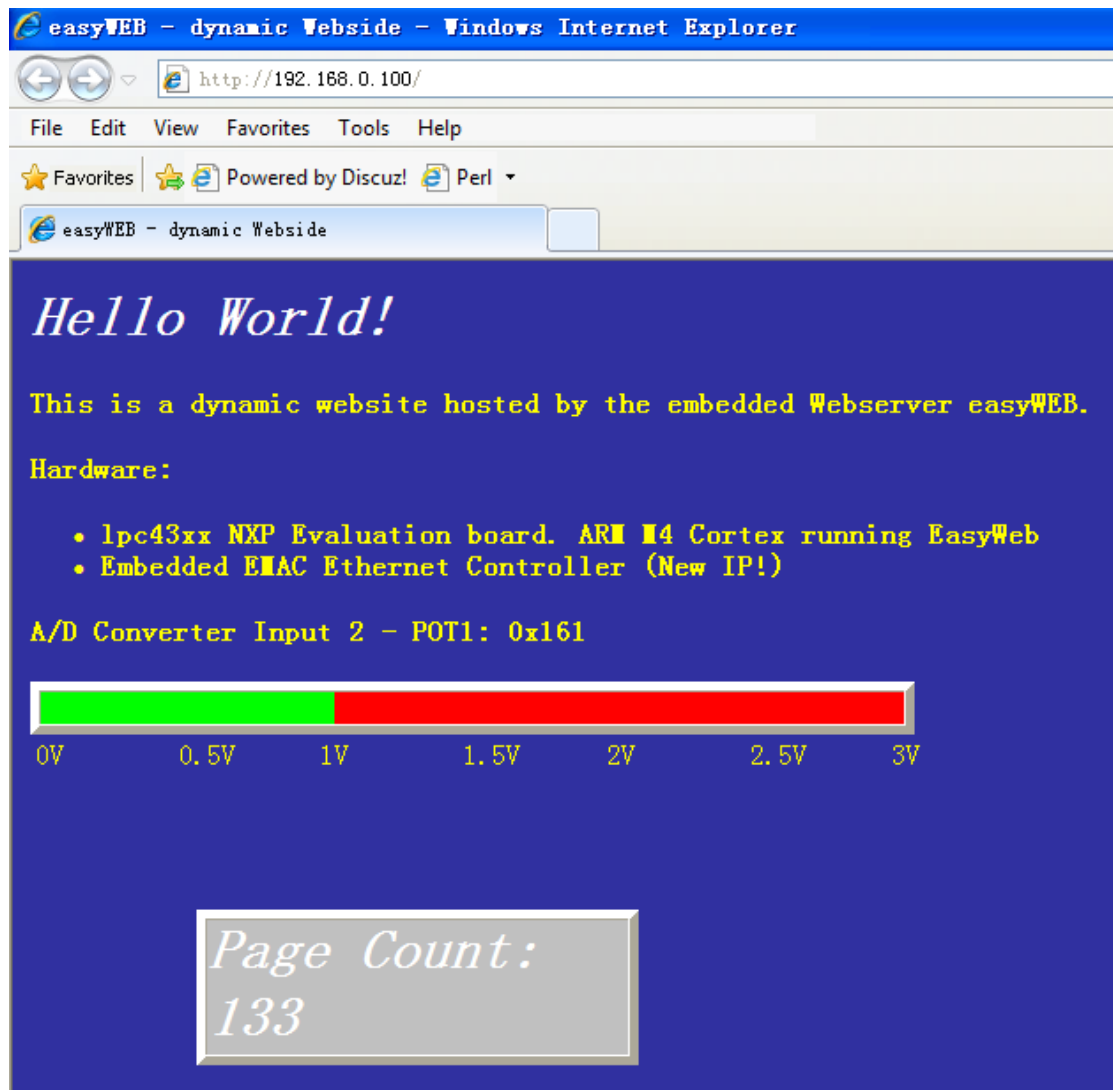 easyWEB - dynamic Webside - Windows Internet Explorer
http://192.168.0.100/
File Edit View Favorites Tools Help
Favorites Powered by Discuz! Perl
easyWEB - dynamic Webside
Hello World!
This is a dynamic website hosted by the embedded Webserver easyWEB.
Hardware:
• lpc43xx NXP Evaluation board. ARM M4 Cortex running EasyWeb
• Embedded EMAC Ethernet Controller (New IP!)
A/D Converter Input 2 - POT1: 0x161
0V 0.5V 1V 1.5V 2V 2.5V 3V
Page Count:
133